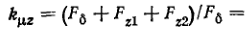 k_{μz} = (F_δ + F_{z1} + F_{z2})/F_δ =